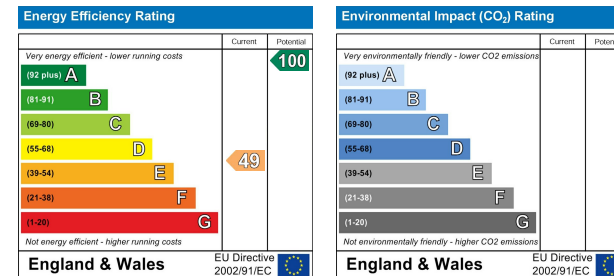 Energy Efficiency Rating
Current Potential
Very energy efficient - lower running costs
(92 plus) A
100
(81-91) B
(69-80) C
(55-68) D
49
(39-54) E
(21-38) F
(1-20) G
Not energy efficient - higher running costs
England & Wales
EU Directive
2002/91/EC
Environmental Impact (CO₂) Rating
Current Poten
Very environmentally friendly - lower CO2 emissions
(92 plus) A
(81-91) B
(69-80) C
(55-68) D
(39-54) E
(21-38) F
(1-20) G
Not environmentally friendly - higher CO2 emissions
England & Wales
EU Directive
2002/91/EC